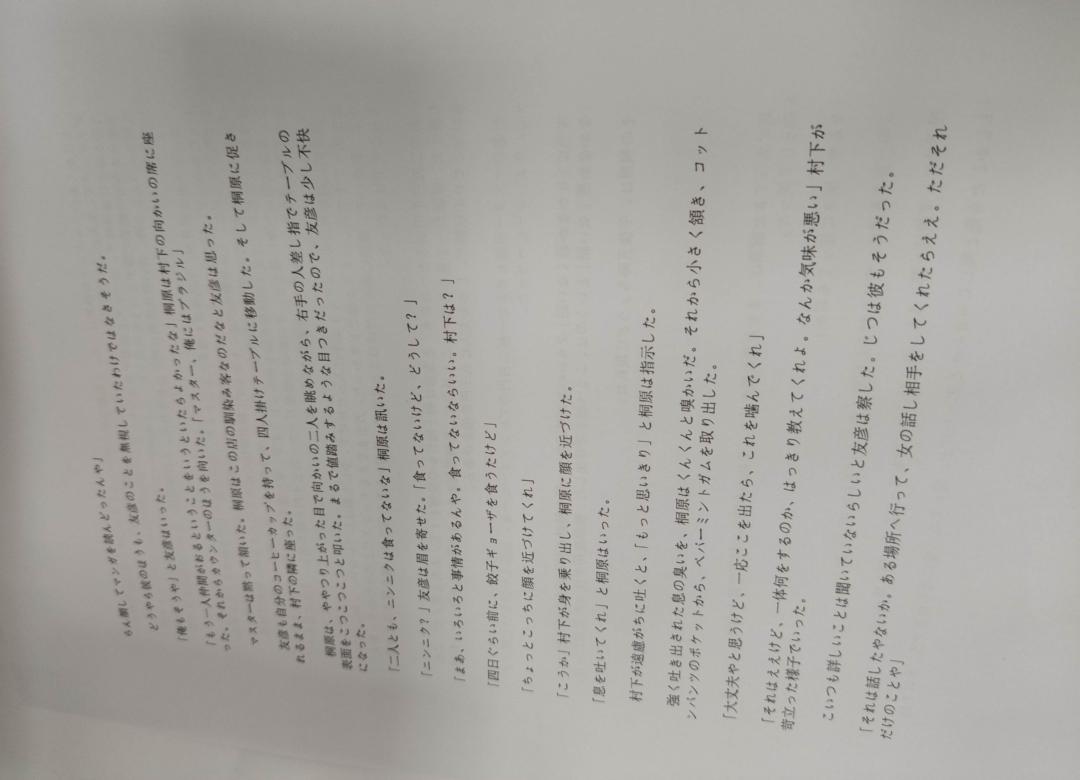 らん顔してマンガを読んどったんや」
どうやら彼のほうも、友彦のことを無視していたわけではなさそうだ。
「俺もそうや」と友彦はいった。
「もう一人仲間がおるということをいうといたらよかったな」桐原は村下の向かいの席に座
った、それからカウンターのほうを向いた。「マスター、俺にはブラジル」
マスターは黙って頷いた。桐原はこの店の馴染み客なのだなと友彦は思った。
友彦も自分のコーヒーカップを持って、四人掛けテーブルに移動した。そして桐原に促さ
れるまま、村下の隣に座った。
桐原は、ややつり上がった目で向かいの二人を眺めながら、右手の人差し指でテーブルの
表面をこつこつと叩いた。まるで値踏みするような目つきだったので、友彦は少し不快
になった。
「二人とも、ニンニクは食ってないな」桐原は訊いた。
「ニンニク?」友彦は眉を寄せた。「食ってないけど、どうして?」
「まあ、いろいろと事情があるんや。食ってないならいい。村下は?」
「四日ぐらい前に、餃子ギョーザを食うたけど」
「ちょっとこっちに顔を近づけてくれ」
「こうか」村下が身を乗り出し、桐原に顔を近づけた。
「息を吐いてくれ」と桐原はいった。
村下が遠慮がちに吐くと、「もっと思いきり」と桐原は指示した。
強く吐き出された息の臭いを、桐原はくんくんと嗅かいだ。それから小さく頷き、コット
ンパンツのポケットから、ペパーミントガムを取り出した。
「大丈夫やと思うけど、一応ここを出たら、これを噛んでくれ」
「それはええけど、一体何をするのか、はっきり教えてくれよ。なんか気味が悪い」村下が
苛立った様子でいった。
こいつも詳しいことは聞いていないらしいと友彦は察した。じつは彼もそうだった。
「それは話したやないか。ある場所へ行って、女の話し相手をしてくれたらええ。ただそれ
だけのことや」